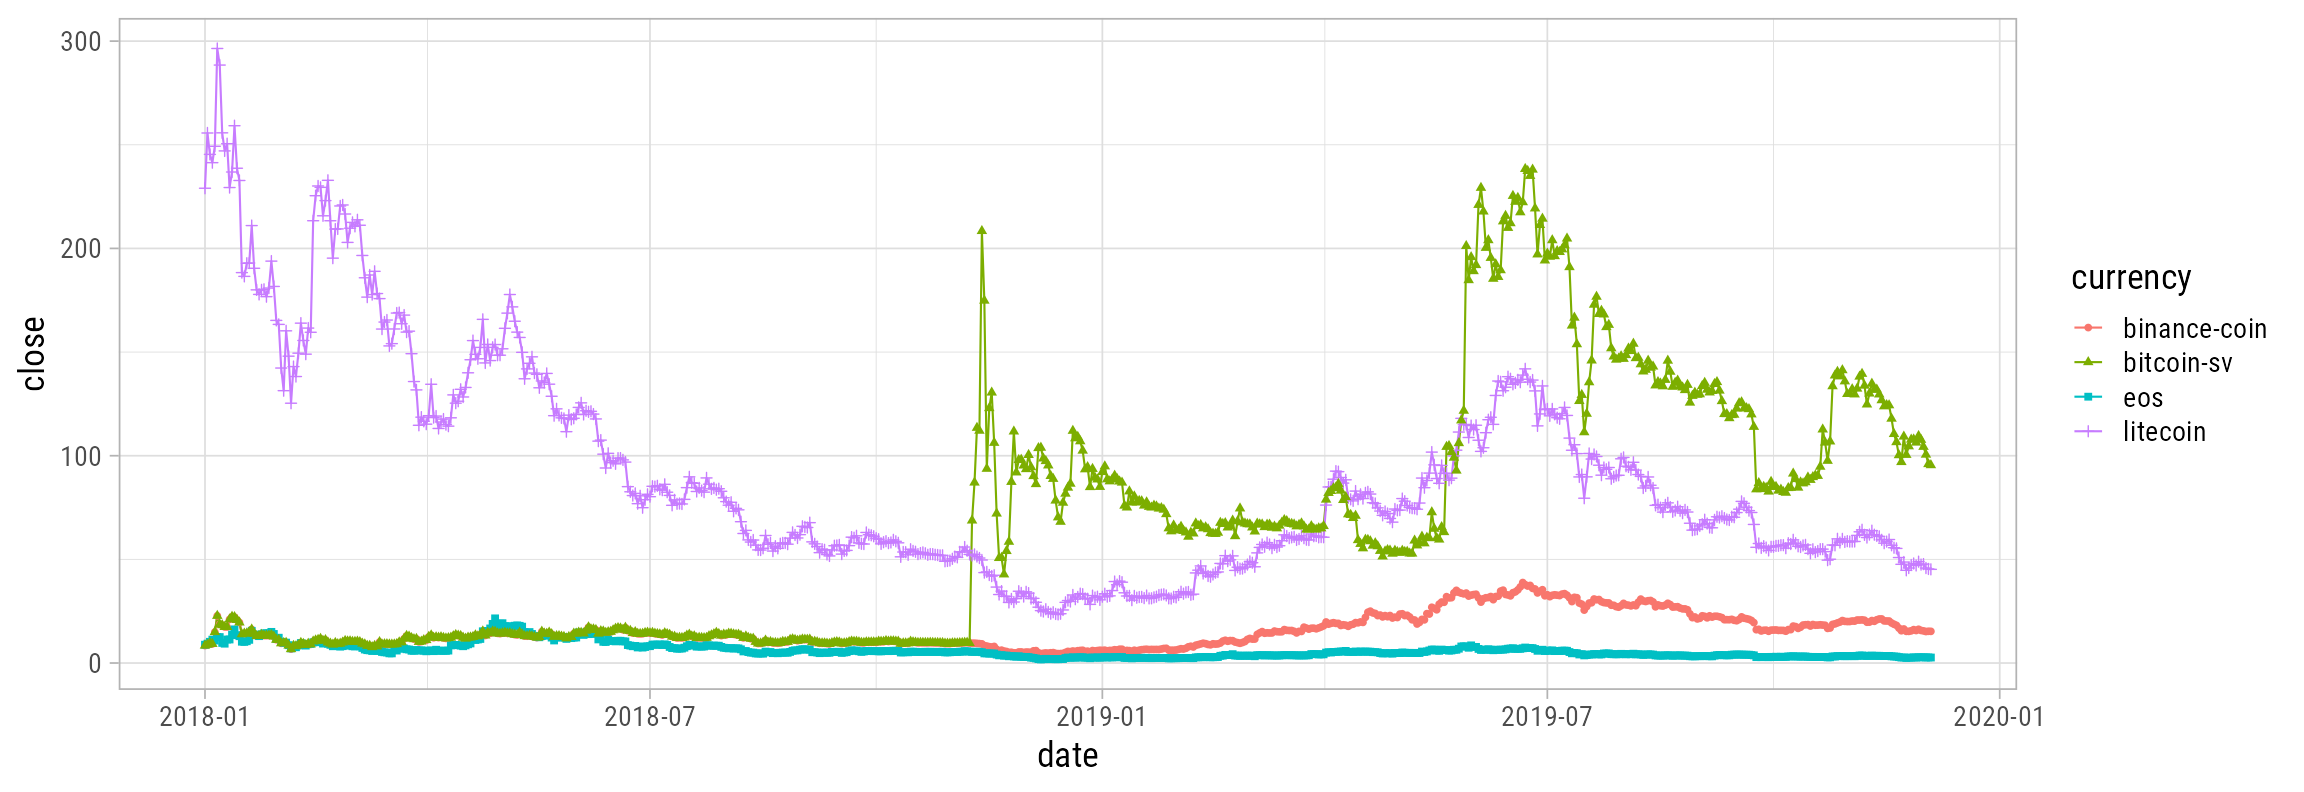 300
200
100
0
close
2018-01
2018-07
2019-01
2019-07
2020-01
date
currency
binance-coin
bitcoin-sv
eos
litecoin